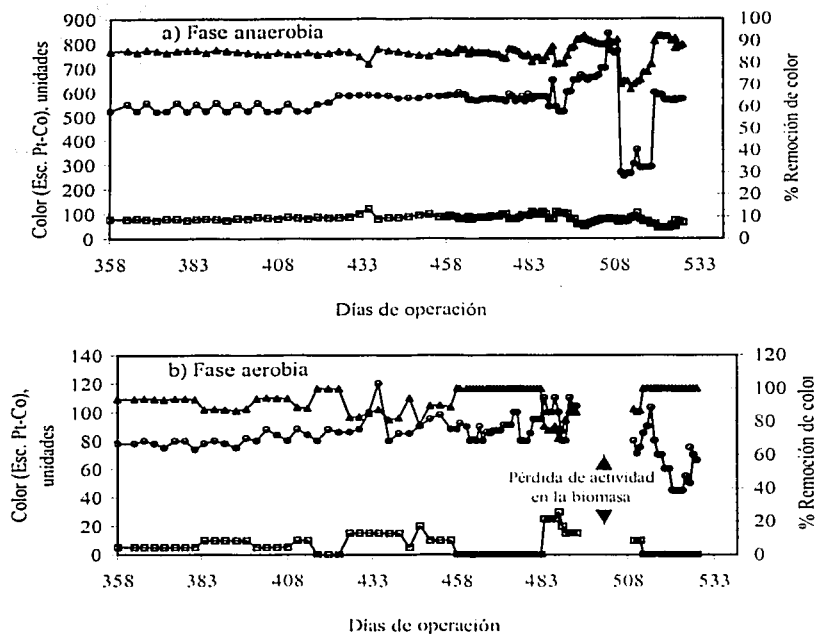 a) Fase anaerobia
Color (Esc. Pt-Co), unidades
900
800
700
600
500
400
300
200
100
0
100
90
80
70
60
50
40
30
20
10
0
% Remoción de color
358 383 408 433 458 483 508 533
Días de operación
b) Fase aerobia
Color (Esc. Pt-Co),
unidades
140
120
100
80
60
40
20
0
120
100
80
60
40
20
0
% Remoción de color
Pérdida de actividad
en la biomasa
358 383 408 433 458 483 508 533
Días de operación